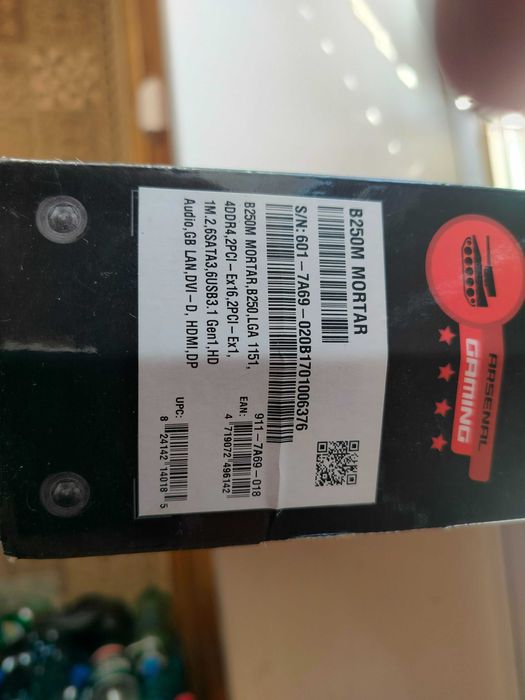 B250M MORTAR
S/N:601-7A69-020B1701006376
B250M MORTAR,B250,LGA 1151,
4DDR4,2PCI-Ex16,2PCI-Ex1,
1M.2,6SATA3,6USB3.1 Gen1,HD
Audio,GB LAN,DVI-D, HDMI,DP
911-7A69-018
EAN:
4 719072 496142
UPC:
8 24142 14018 5
ARSENAL
GAMING